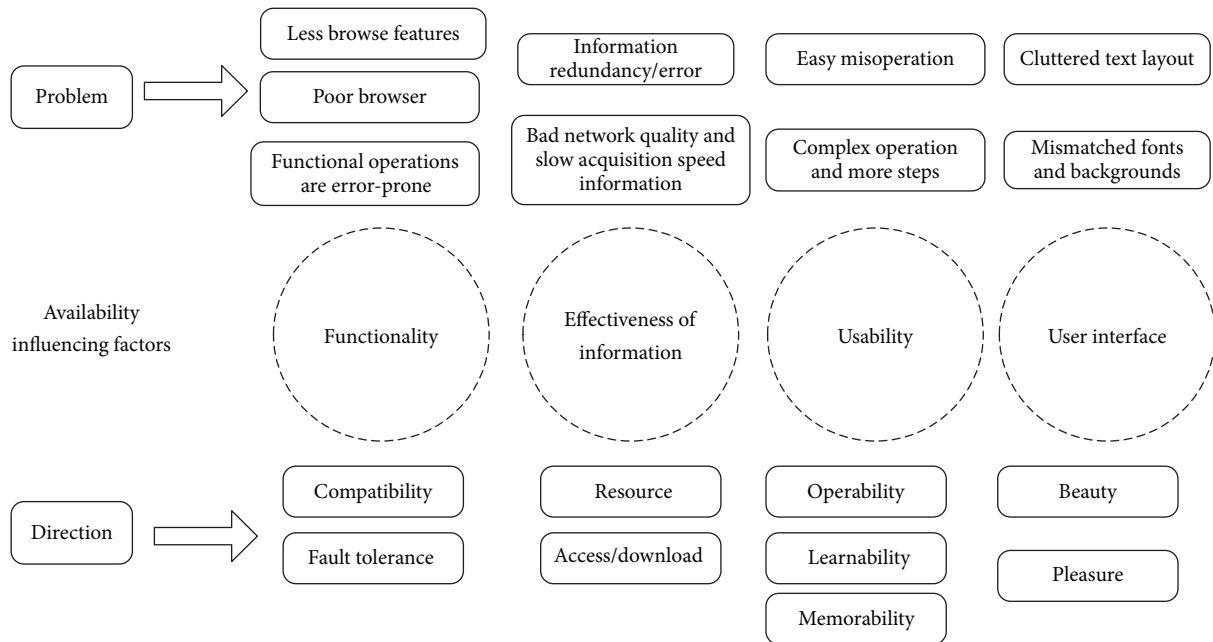 Problem
Less browse features
Poor browser
Functional operations
are error-prone
Information
redundancy/error
Bad network quality and
slow acquisition speed
information
Easy misoperation
Complex operation
and more steps
Cluttered text layout
Mismatched fonts
and backgrounds
Availability
influencing factors
Functionality
Effectiveness of
information
Usability
User interface
Direction
Compatibility
Fault tolerance
Resource
Access/download
Operability
Learnability
Memorability
Beauty
Pleasure